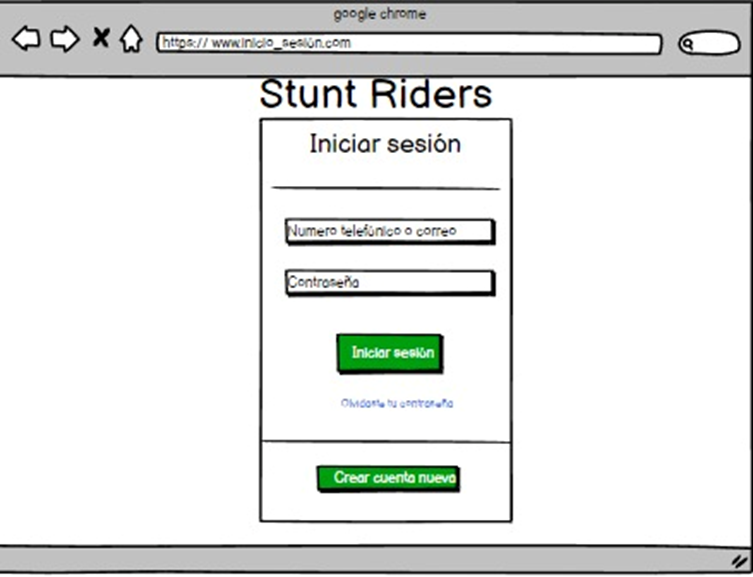 google chrome
https:// www.inicio_sesión.com
Stunt Riders
Iniciar sesión
Numero telefónico o correo
Contraseña
Iniciar sesión
Olvidaste tu contraseña
Crear cuenta nueva